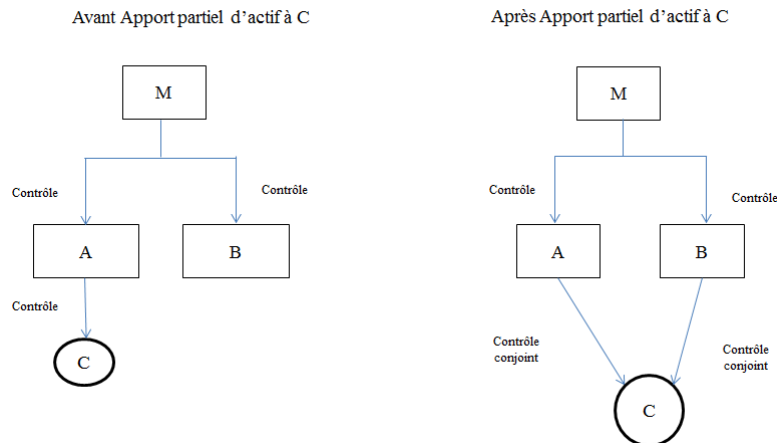 Avant Apport partiel d’actif à C
M
Contrôle
Contrôle
A
B
Contrôle
C
Après Apport partiel d’actif à C
M
Contrôle
Contrôle
A
B
Contrôle
conjoint
Contrôle
conjoint
C